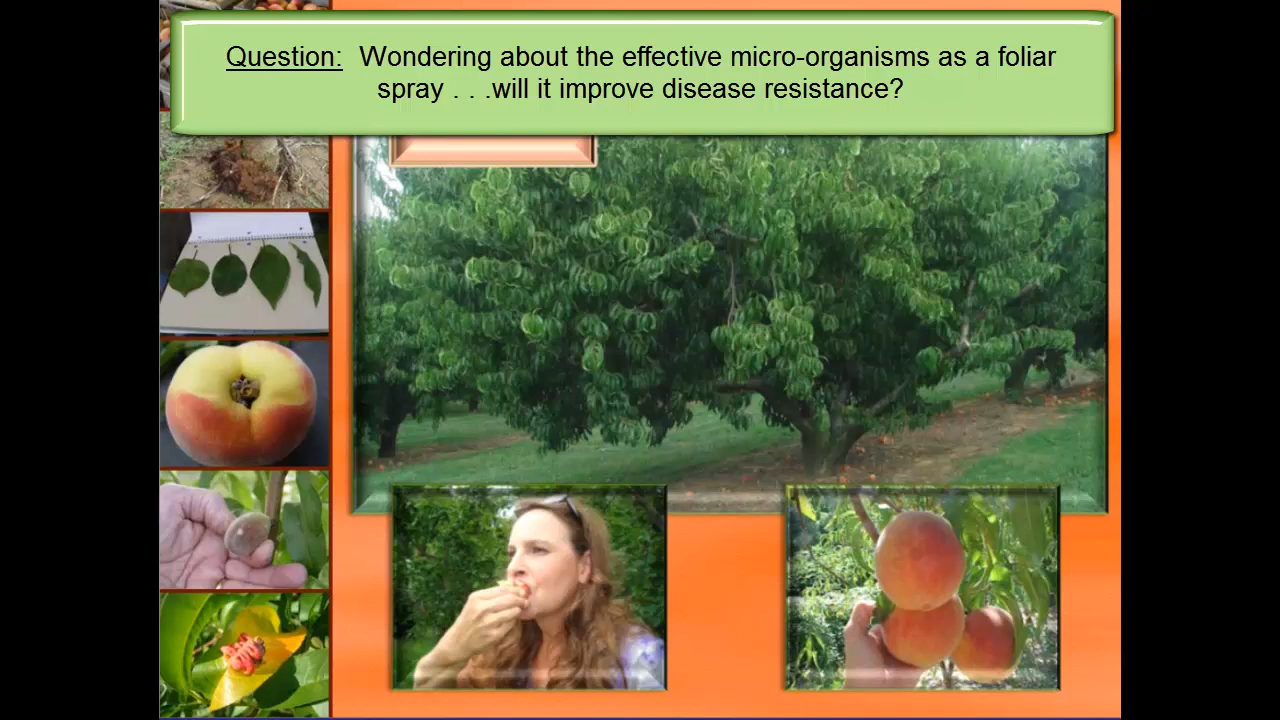 Question: Wondering about the effective micro-organisms as a foliar
spray . . .will it improve disease resistance?